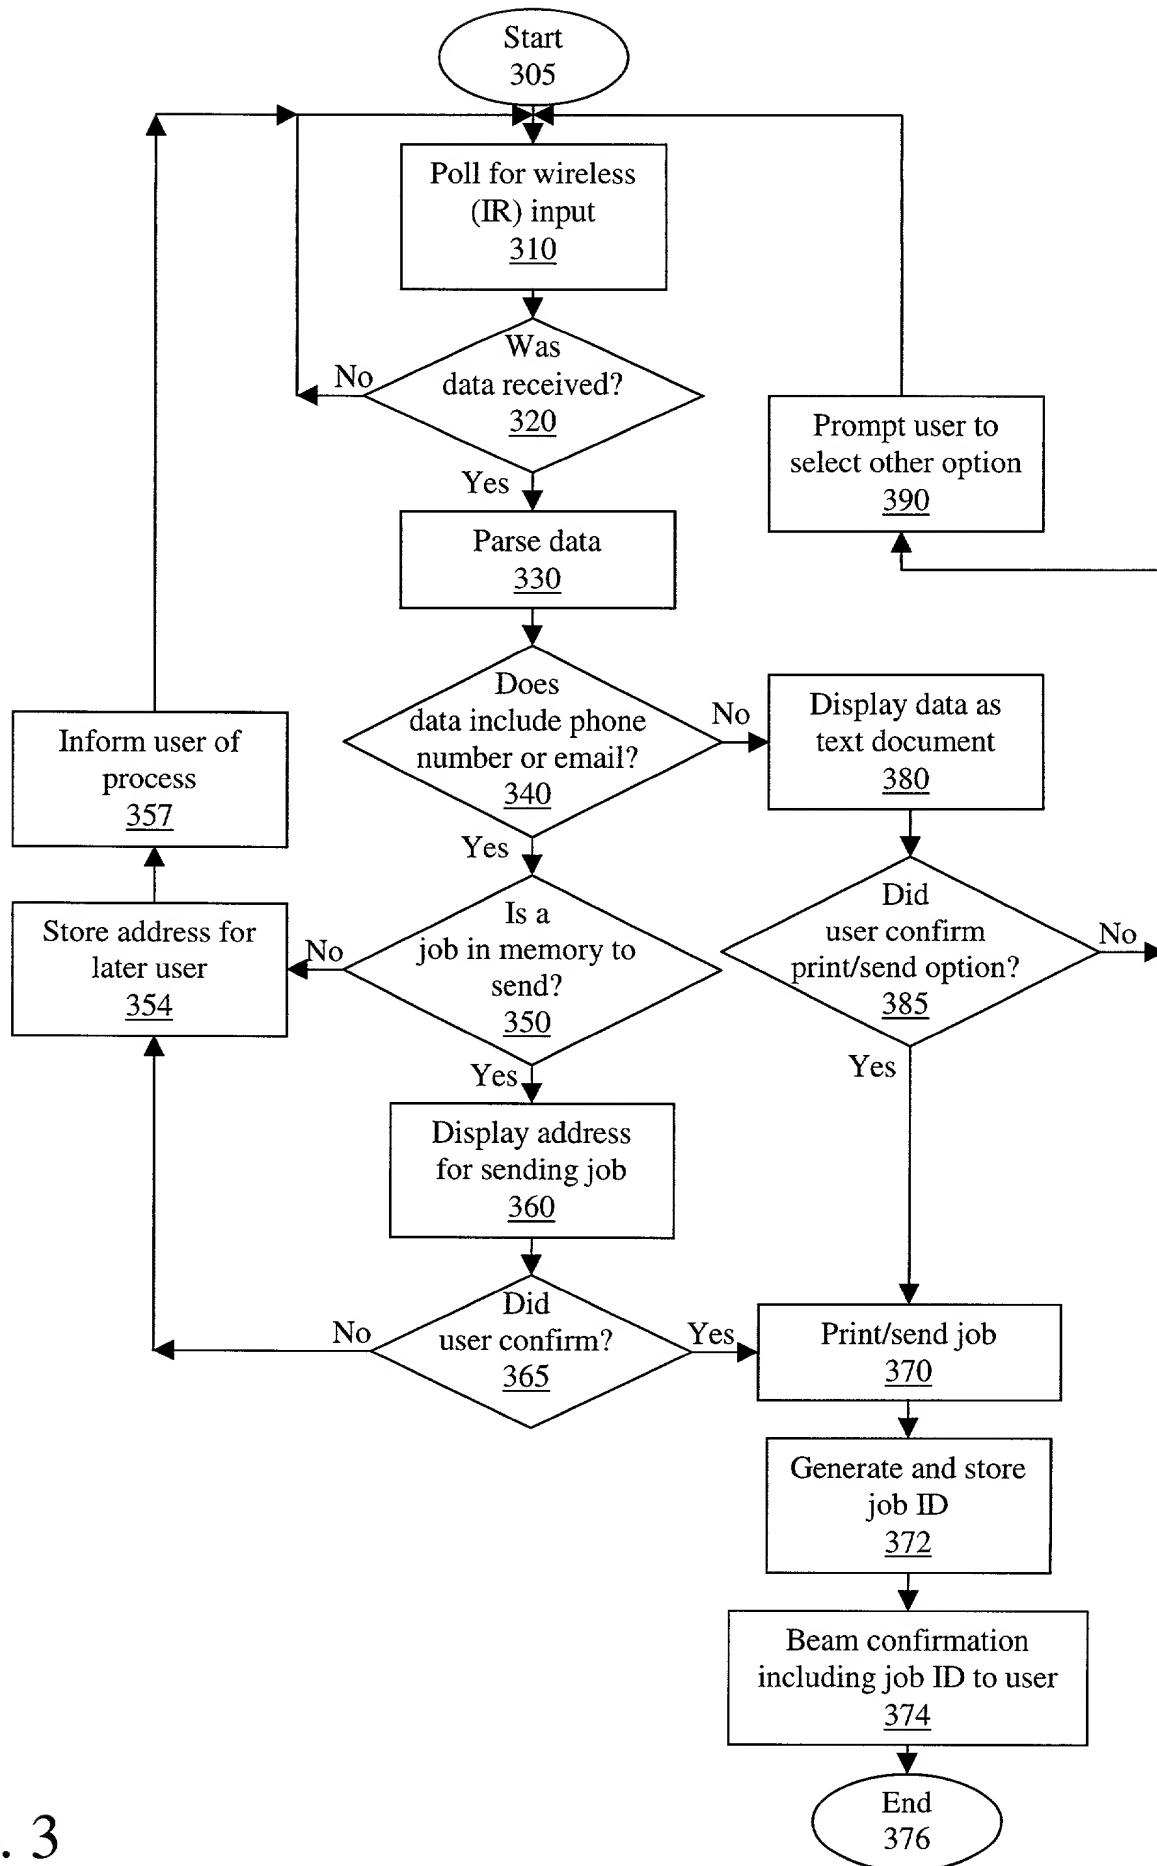 Start
305
Poll for wireless
(IR) input
310
Was
data received?
320
No
Yes
Prompt user to
select other option
390
Parse data
330
Does
data include phone
number or email?
340
No
Yes
Display data as
text document
380
Inform user of
process
357
Is a
job in memory to
send?
350
No
Yes
Store address for
later user
354
Did
user confirm
print/send option?
385
No
Yes
Display address
for sending job
360
Did
user confirm?
365
No
Yes
Print/send job
370
Generate and store
job ID
372
Beam confirmation
including job ID to user
374
End
376
. 3